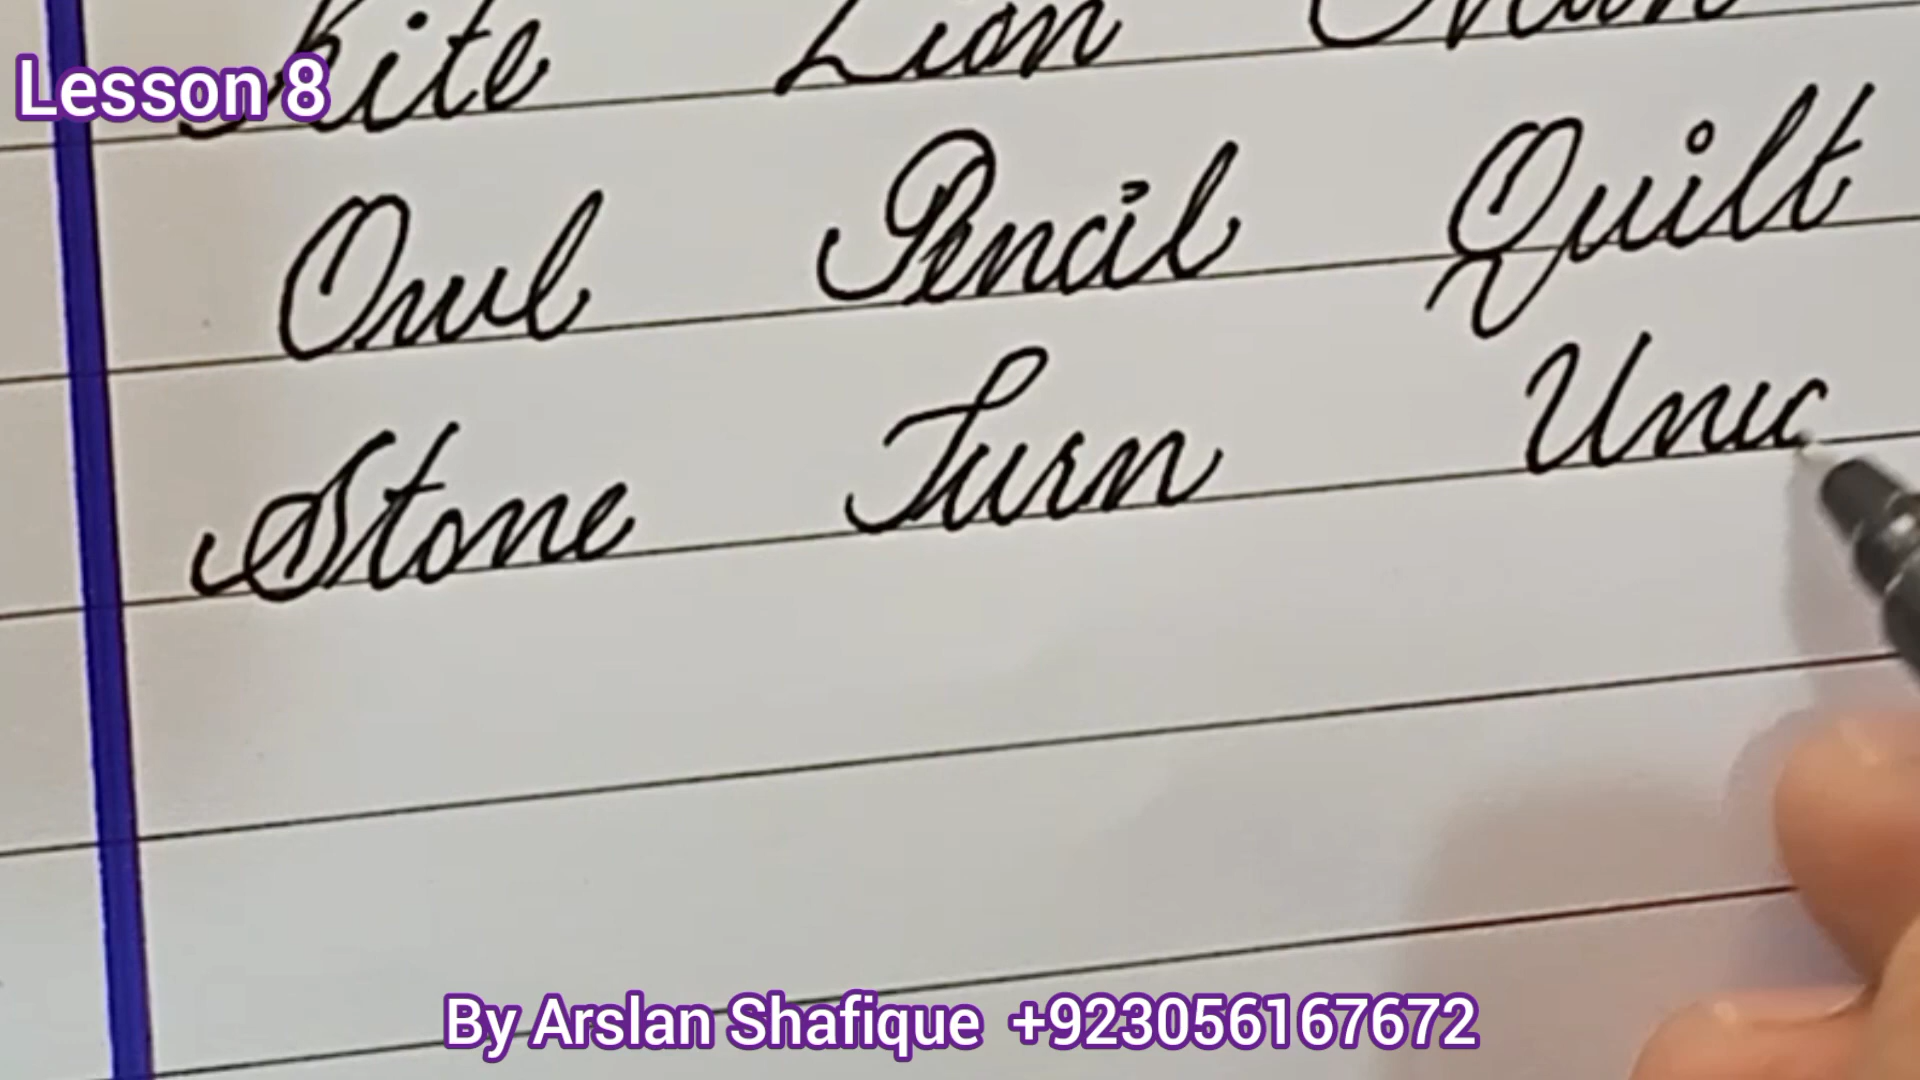 Lesson 8
Kite Lion
Owl Pencil Quilt
Stone Turn Unic
By Arslan Shafique +923056167672